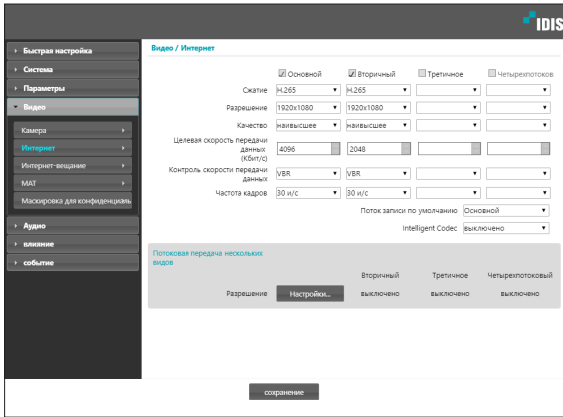 IDIS
Быстрая настройка
Система
Параметры
Видео
Камера
Интернет
Интернет-вещание
MAT
Маскировка для конфиденциаль
Аудио
влияние
событие
Видео / Интернет
Основной Вторичный Третичное Четырехпотоков
Сжатие H.265 H.265
Разрешение 1920x1080 1920x1080
Качество наивысшее наивысшее
Целевая скорость передачи
данных
(Кбит/с) 4096 2048
Контроль скорости передачи
данных VBR VBR
Частота кадров 30 и/с 30 и/с
Поток записи по умолчанию Основной
Intelligent Codec выключено
Потоковая передача нескольких
видов
Вторичный Третичное Четырехпотоковый
Разрешение Настройки... выключено выключено выключено
сохранение